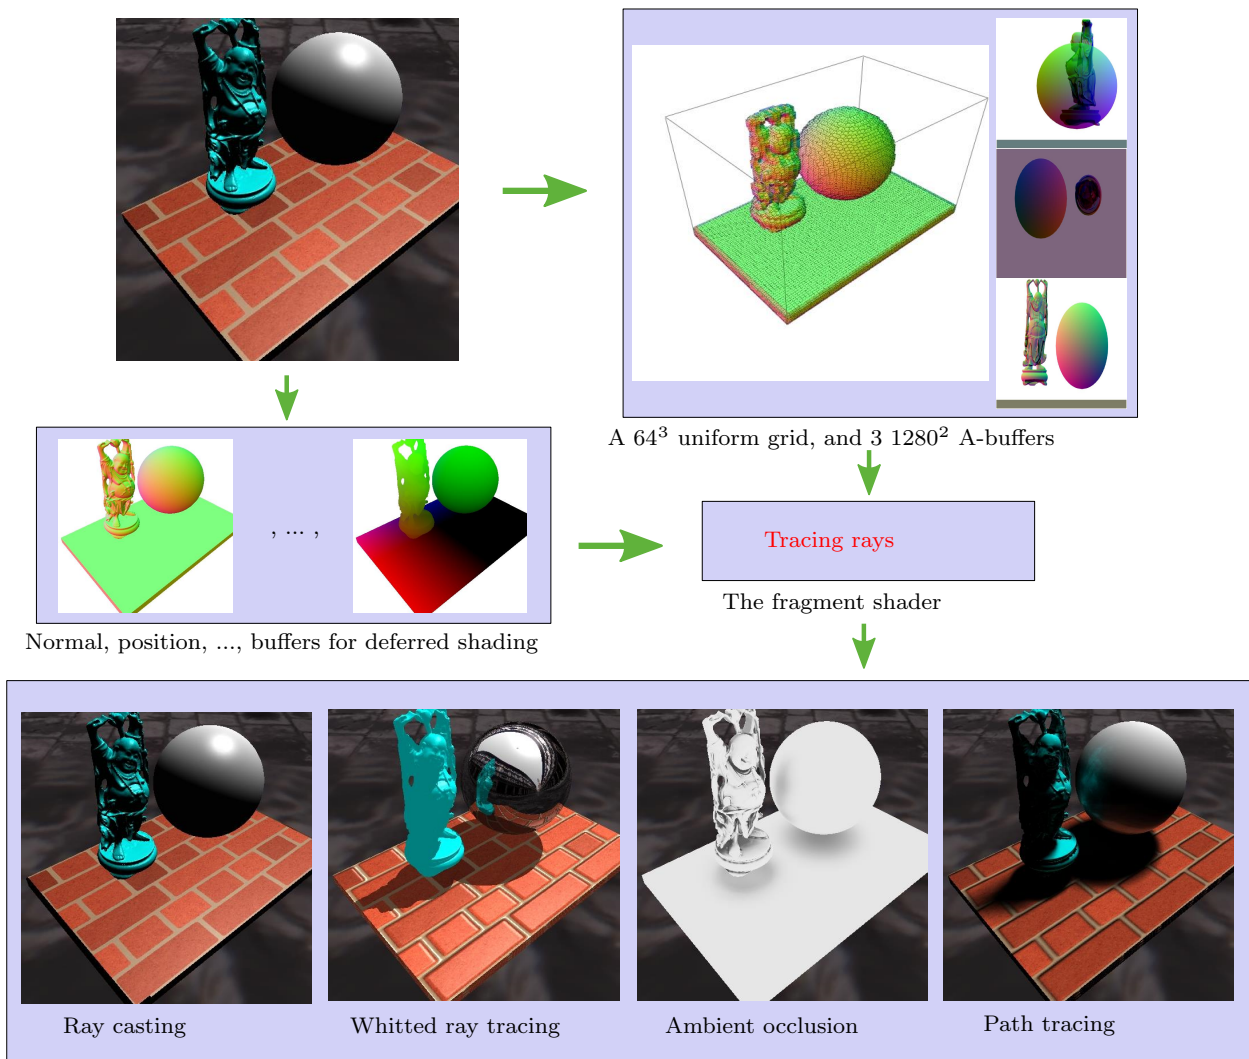 A 64³ uniform grid, and 3 1280² A-buffers
, ... ,
Tracing rays
The fragment shader
Normal, position, ..., buffers for deferred shading
Ray casting
Whitted ray tracing
Ambient occlusion
Path tracing